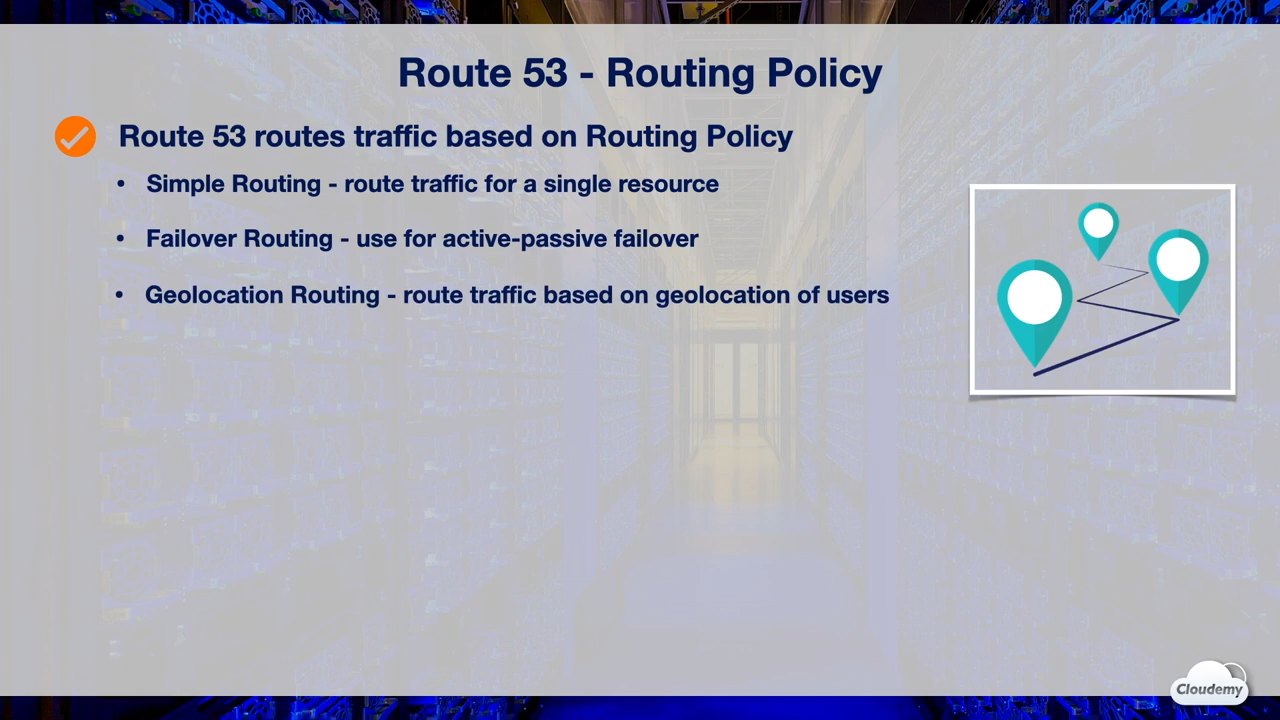 Route 53 - Routing Policy
Route 53 routes traffic based on Routing Policy
• Simple Routing - route traffic for a single resource
• Failover Routing - use for active-passive failover
• Geolocation Routing - route traffic based on geolocation of users
Cloudemy